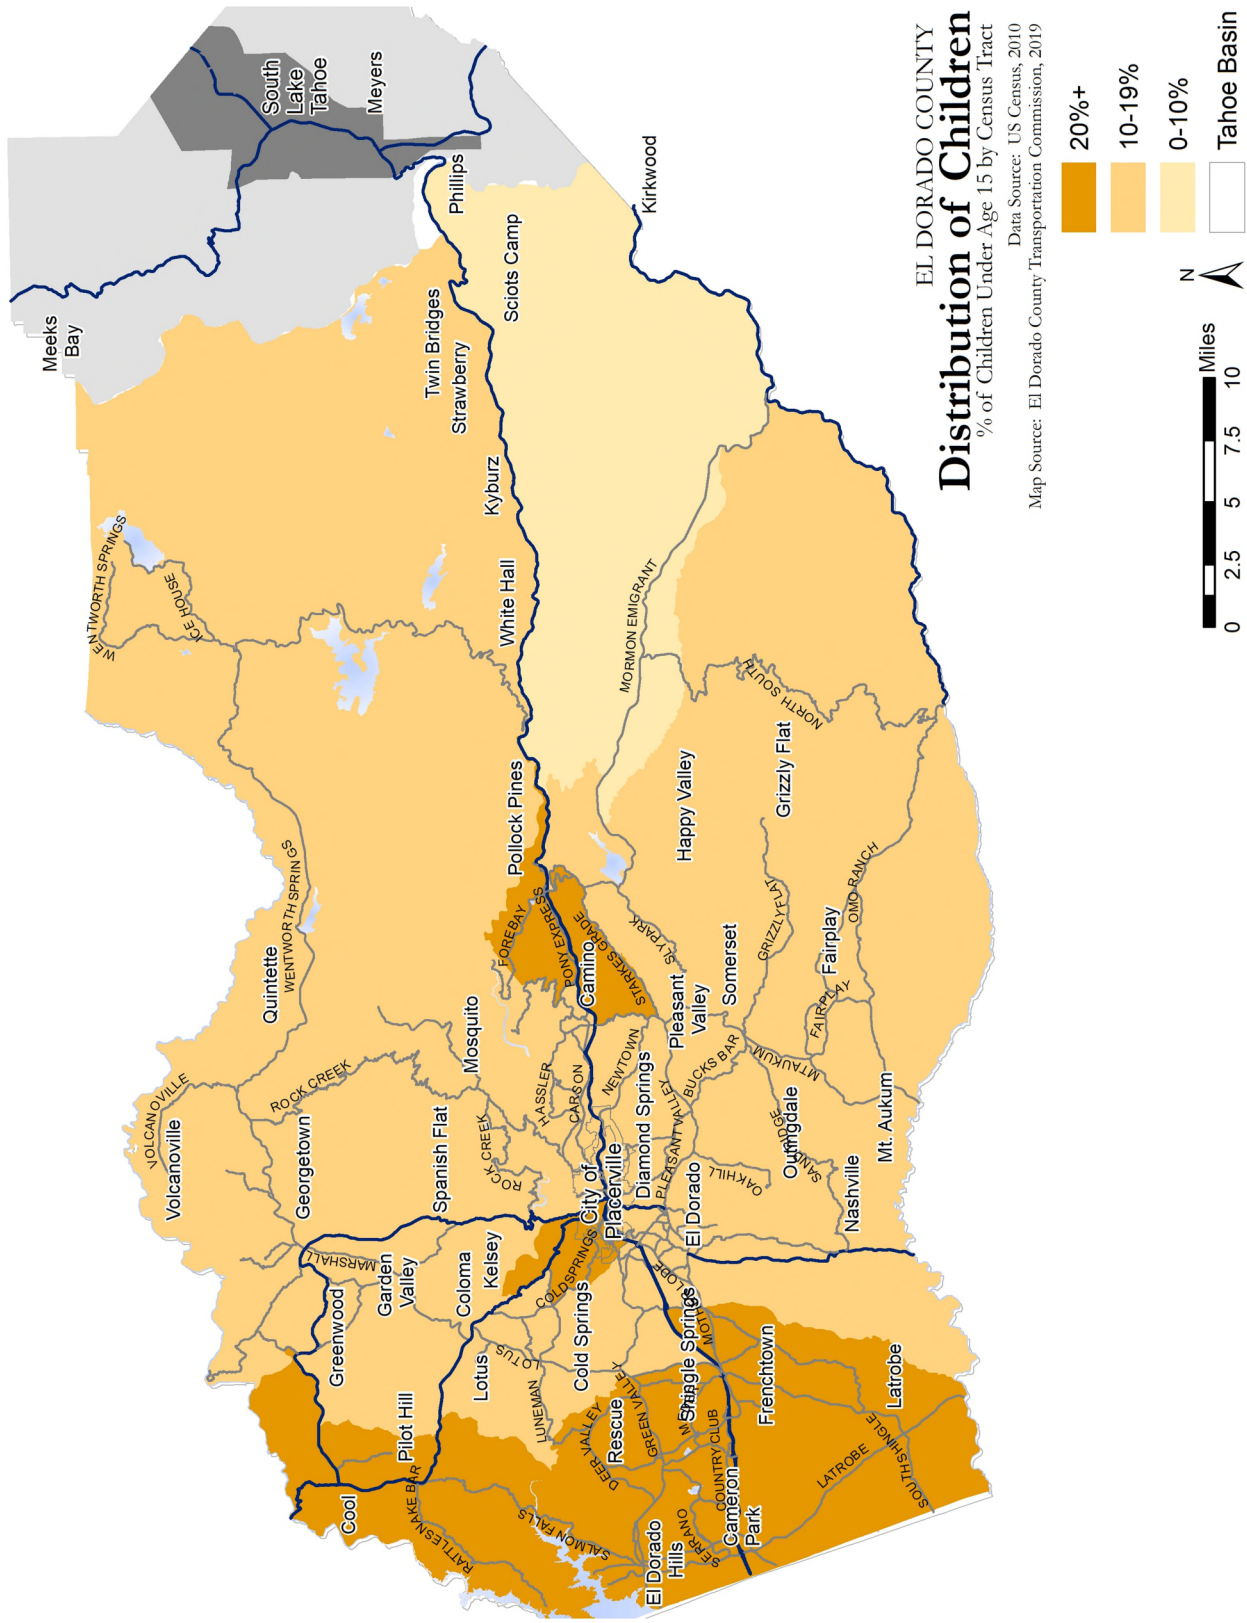 EL DORADO COUNTY
Distribution of Children
% of Children Under Age 15 by Census Tract
Data Source: US Census, 2010
Map Source: El Dorado County Transportation Commission, 2019
20%+
10-19%
0-10%
Tahoe Basin
N
Miles
0 2.5 5 7.5 10
Meeks
Bay
South
Lake
Tahoe
Meyers
Phillips
Kirkwood
Sciots Camp
Twin Bridges
Strawberry
Kyburz
White Hall
WENTWORTH SPRINGS
ICE HOUSE
MORMON EMIGRANT
NORTH SOUTH
Pollock Pines
Happy Valley
Grizzly Flat
WENTWORTH SPRINGS
Quintette
FOREBAY
PONY EXPRESS
Camino
STARKES GRADE
SLY PARK
Pleasant
Valley
Somerset
GRIZZLYFLAT
Fairplay
OMO RANCH
FAIRPLAY
MTAUKUM
Mosquito
VOLCANOVILLE
Volcanoville
ROCK CREEK
Georgetown
Spanish Flat
ROCK CREEK
HASSLER
CARSON
NEWTOWN
Diamond Springs
PLEASANT VALLEY
BUCKS BAR
Outingdale
SAND RIDGE
Mt. Aukum
OAKHILL
Nashville
El Dorado
City of
Placerville
MARSHALL
Garden
Valley
Greenwood
Coloma
Kelsey
COLDSPRINGS
Cold Springs
Lotus
LOTUS
LUNEMAN
Pilot Hill
Cool
RATTLESNAKE BAR
SALMON FALLS
DEER VALLEY
Rescue
GREEN VALLEY
Shingle Springs
COUNTRY CLUB
Cameron
Park
Frenchtown
Latrobe
LATROBE
SOUTH SHINGLE
SERRANO
El Dorado
Hills